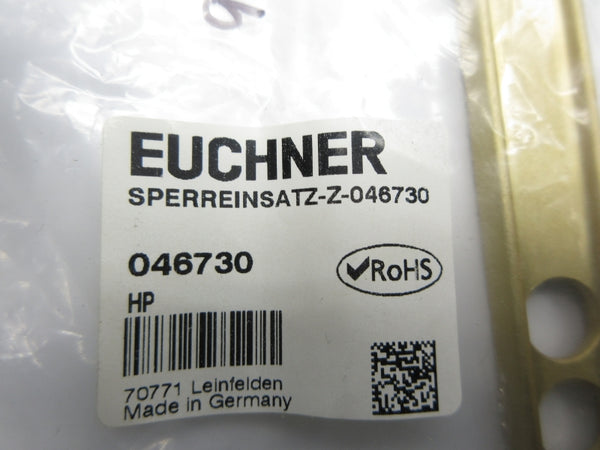 EUCHNER
SPERREINSATZ-Z-046730
046730
RoHS
HP
70771 Leinfelden
Made in Germany